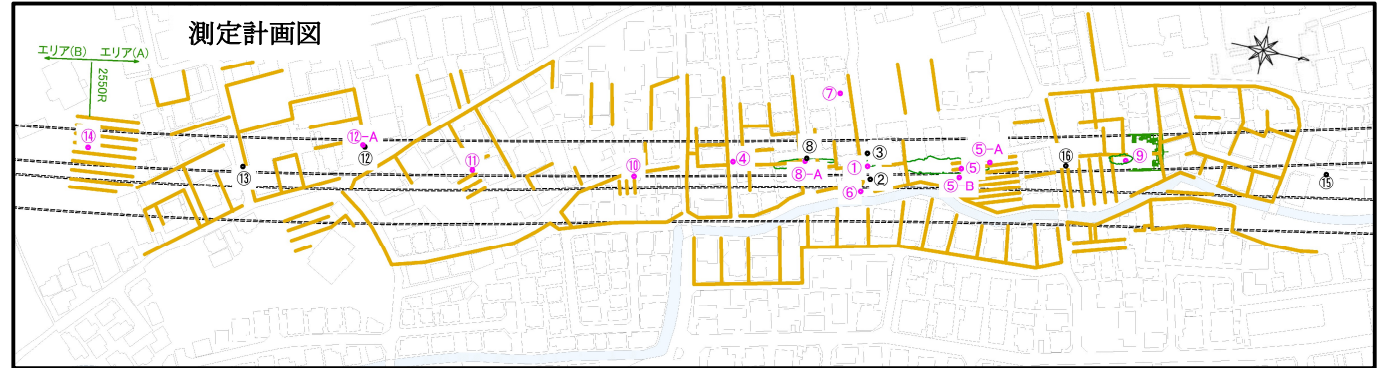 測定計画図
エリア(B) エリア(A)
2550R
⑦
⑭
⑫-A
⑫
⑬
⑪
⑩
④
⑧
⑧-A
①
③
②
⑥
⑤-A
⑤
⑤-B
⑯
⑨
⑮